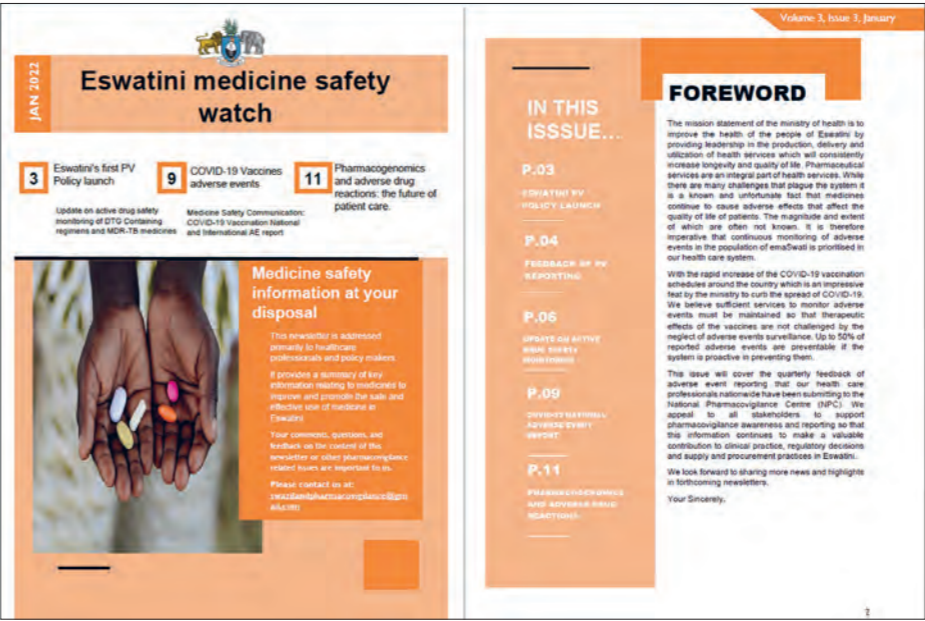 JAN 2022
Eswatini medicine safety
watch
3
Eswatini's first PV
Policy launch
Update on active drug safety
monitoring of DTG Containing
regimens and MDR-TB medicines
9
COVID-19 Vaccines
adverse events
Medicine Safety Communication:
COVID-19 Vaccination National
and International AE report
11
Pharmacogenomics
and adverse drug
reactions: the future of
patient care.
Medicine safety
information at your
disposal
This newsletter is addressed
primarily to healthcare
professionals and policy makers
It provides a summary of key
information relating to medicines to
improve and promote the safe and
effective use of medicine in
Eswatini
Your comments, questions, and
feedback on the content of this
newsletter or other pharmacovigilance
related issues are important to us.
Please contact us at:
Volume 3, Issue 3, January
IN THIS
ISSSUE...
P.03
ESWATINI PV
POLICY LAUNCH
P.04
FEEDBACK OF PV
REPORTING
P.06
UPDATE ON ACTIVE
DRUG SAFETY
MONITORING
P.09
ADVERSE EVENT
REPORT
P.11
PHARMACOGENOMICS
AND ADVERSE DRUG
REACTIONS
FOREWORD
The mission statement of the ministry of health is to
improve the health of the people of Eswatini by
providing leadership in the production, delivery and
utilization of health services which will consistently
increase longevity and quality of life. Pharmaceutical
services are an integral part of health services. While
there are many challenges that plague the system it
is a known and unfortunate fact that medicines
continue to cause adverse effects that affect the
quality of life of patients. The magnitude and extent
of which are often not known. It is therefore
imperative that continuous monitoring of adverse
events in the population of emaSwati is prioritised in
our health care system.
With the rapid increase of the COVID-19 vaccination
schedules around the country which is an impressive
feat by the ministry to curb the spread of COVID-19.
We believe sufficient services to monitor adverse
events must be maintained so that therapeutic
effects of the vaccines are not challenged by the
neglect of adverse events surveillance. Up to 50% of
reported adverse events are preventable if the
system is proactive in preventing them.
This issue will cover the quarterly feedback of
adverse event reporting that our health care
professionals nationwide have been submitting to the
National Pharmacovigilance Centre (NPC). We
appeal to all stakeholders to support
pharmacovigilance awareness and reporting so that
this information continues to make a valuable
contribution to clinical practice, regulatory decisions
and supply and procurement practices in Eswatini.
We look forward to sharing more news and highlights
in forthcoming newsletters.
Your Sincerely,
2